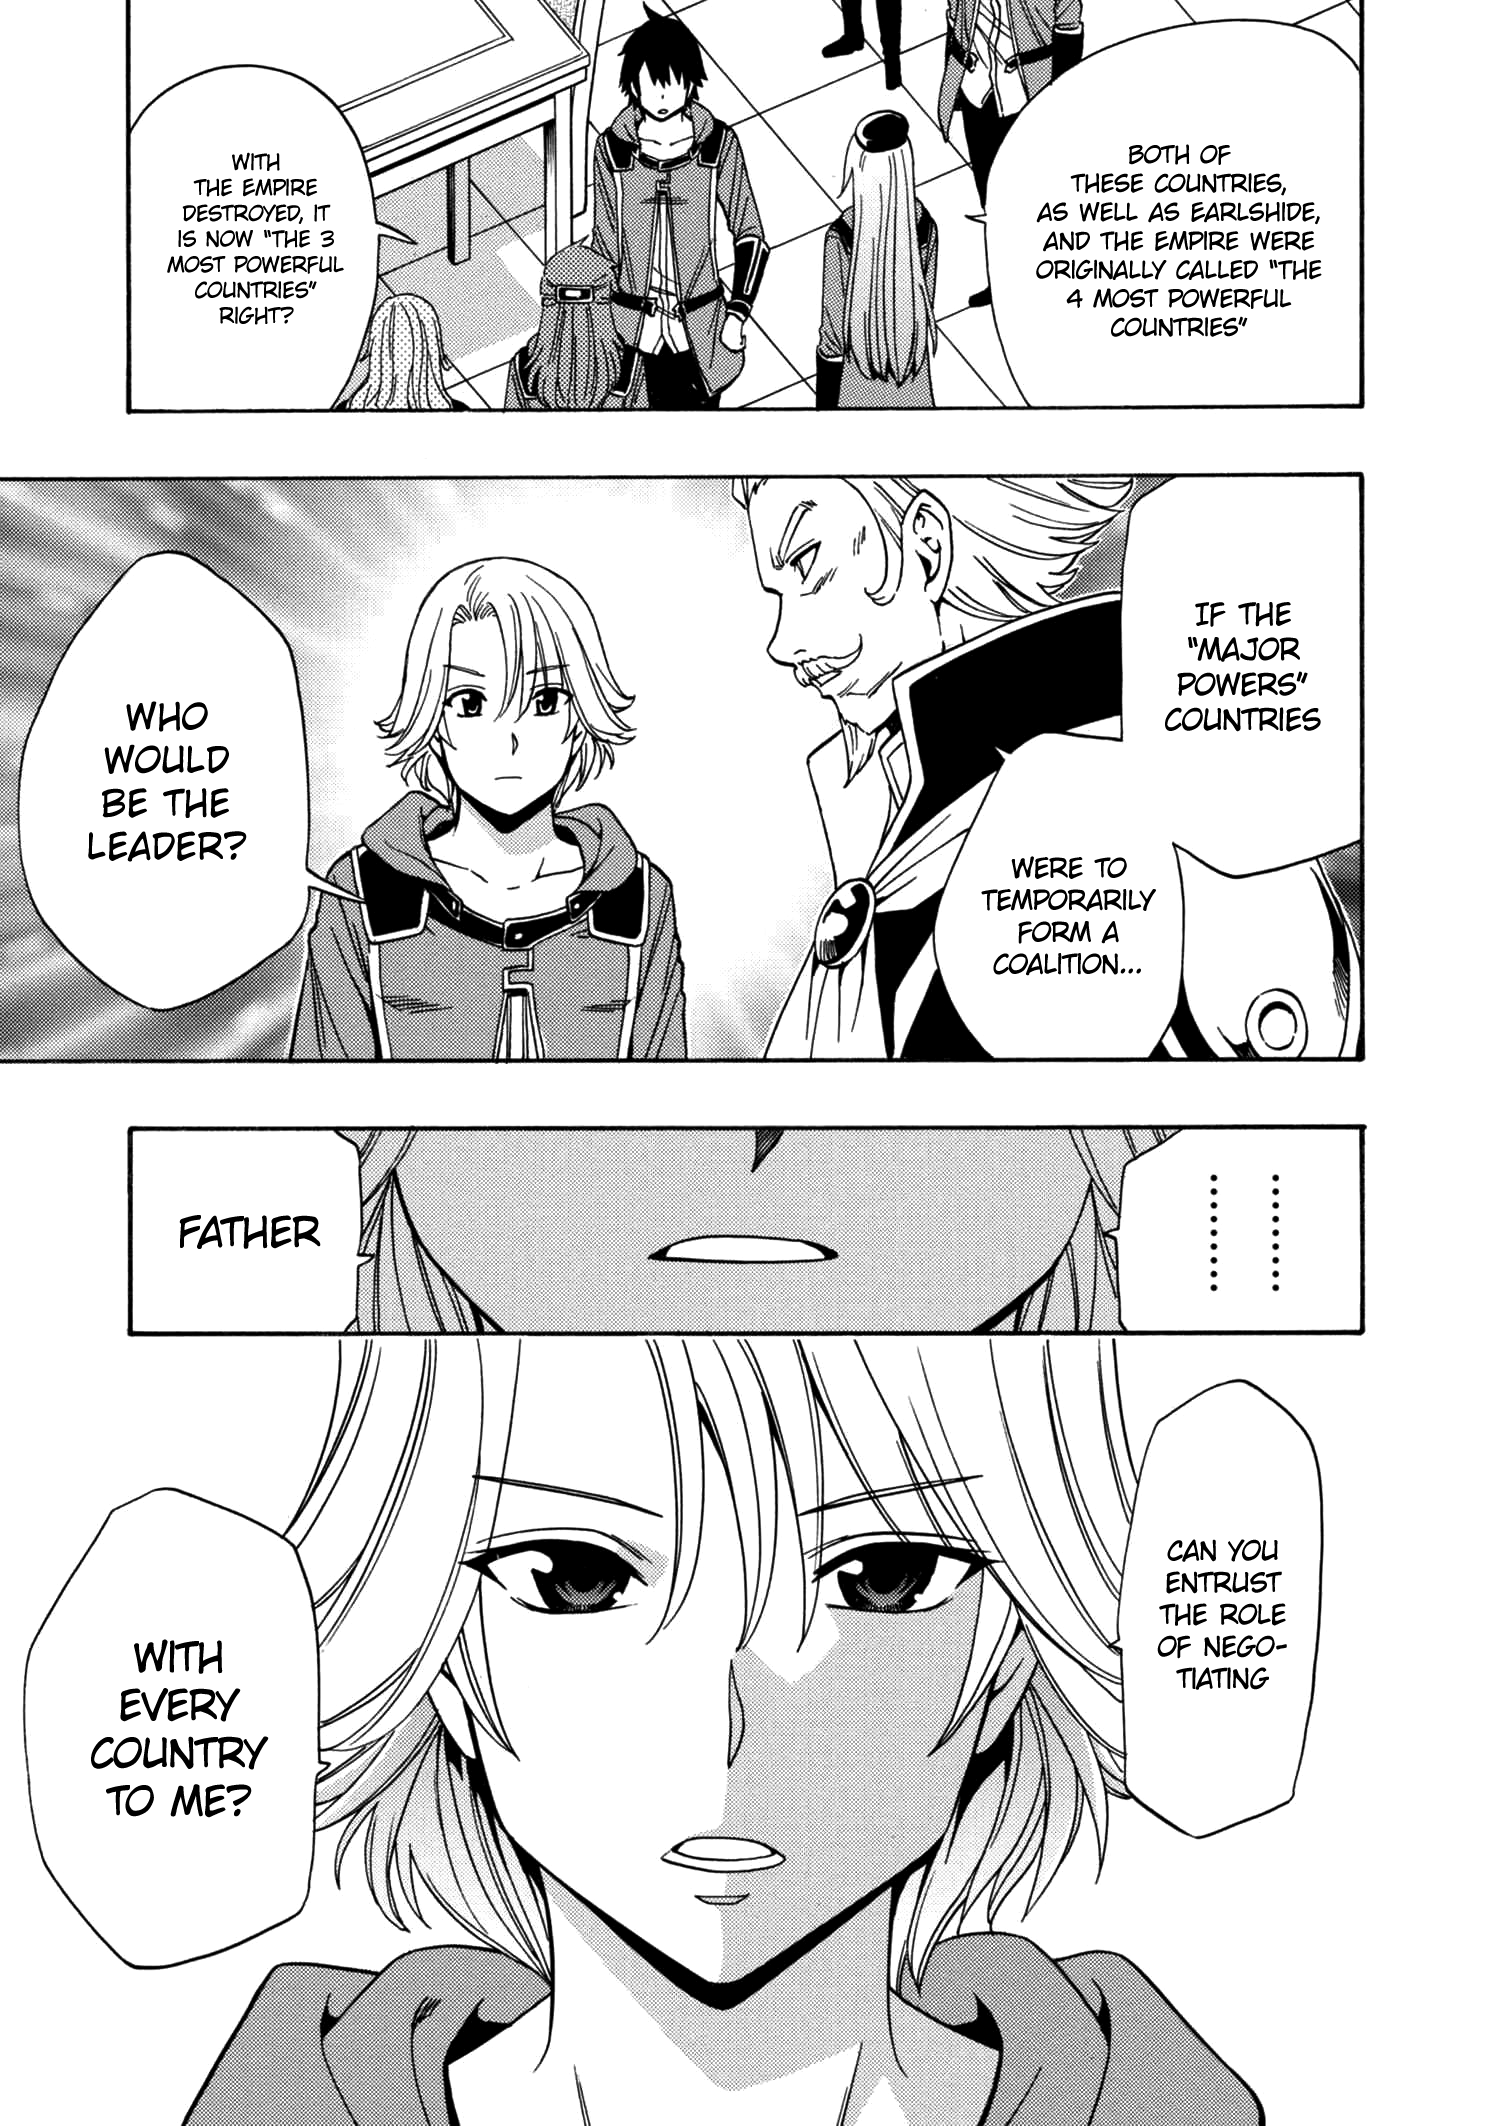 BOTH OF
THESE COUNTRIES,
AS WELL AS EARLSHIDE,
AND THE EMPIRE WERE
ORIGINALLY CALLED "THE
4 MOST POWERFUL
COUNTRIES"
WITH
THE EMPIRE
DESTROYED, IT
IS NOW "THE 3
MOST POWERFUL
COUNTRIES"
RIGHT?
IF THE
"MAJOR
POWERS"
COUNTRIES
WERE TO
TEMPORARILY
FORM A
COALITION...
WHO
WOULD
BE THE
LEADER?
........
........
FATHER
CAN YOU
ENTRUST
THE ROLE
OF NEGO-
TIATING
WITH
EVERY
COUNTRY
TO ME?